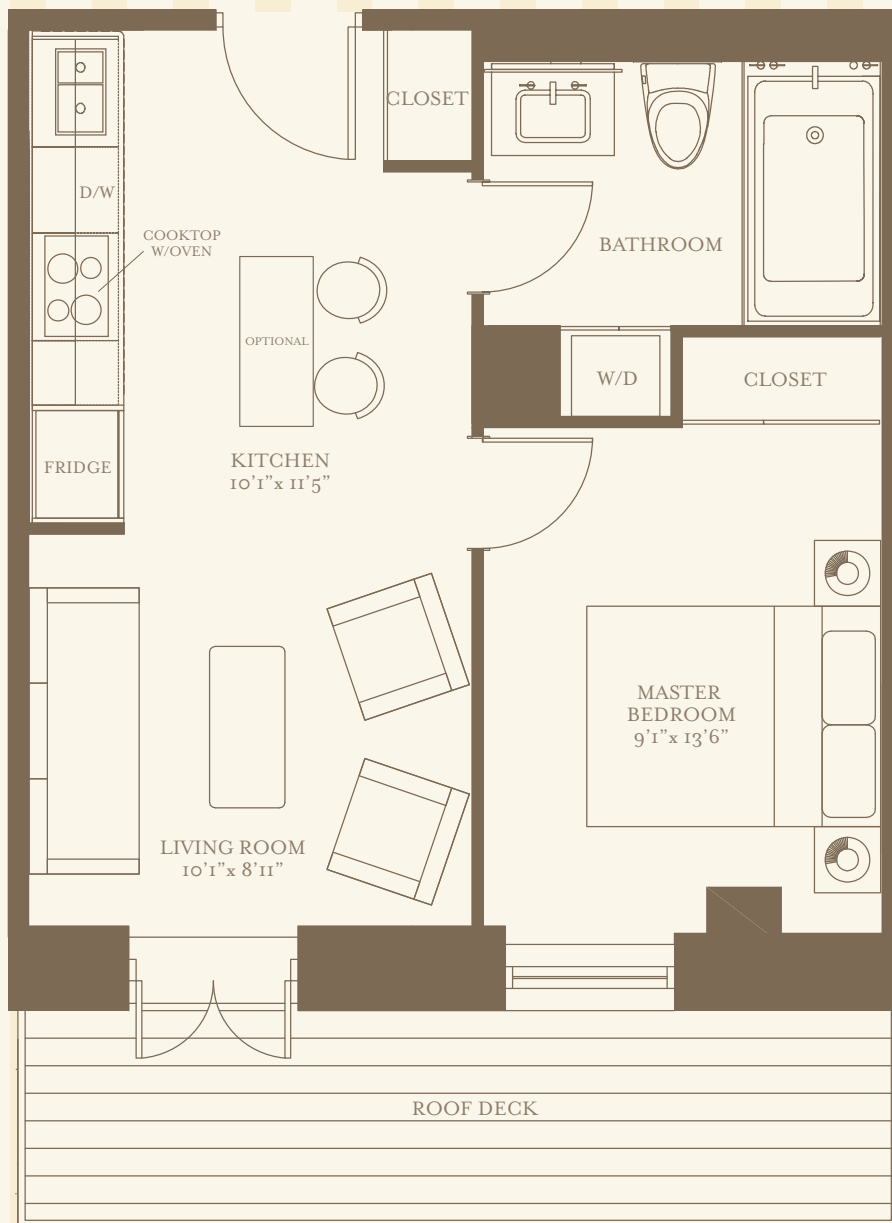 CLOSET
D/W
COOKTOP
W/OVEN
BATHROOM
OPTIONAL
W/D
CLOSET
FRIDGE
KITCHEN
10’1”x 11’5”
MASTER
BEDROOM
9’1”x 13’6”
LIVING ROOM
10’1”x 8’11”
ROOF DECK